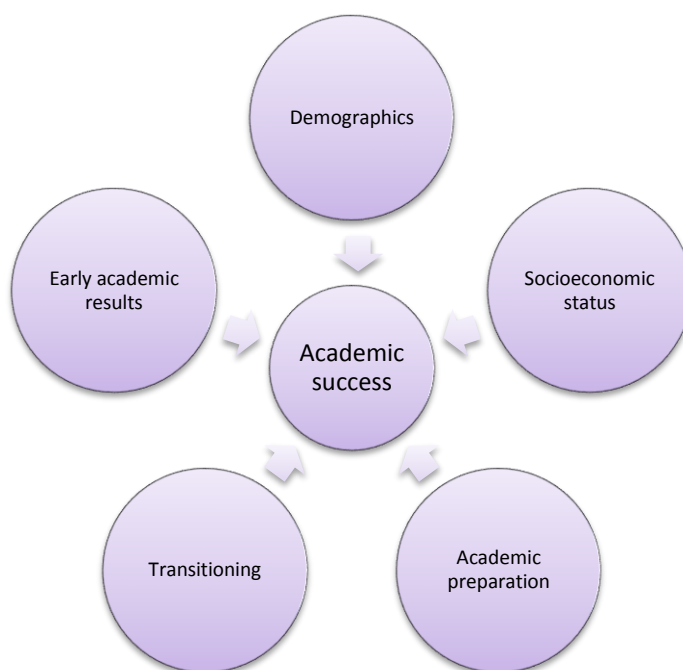 Demographics
Early academic
results
Socioeconomic
status
Academic
success
Transitioning
Academic
preparation